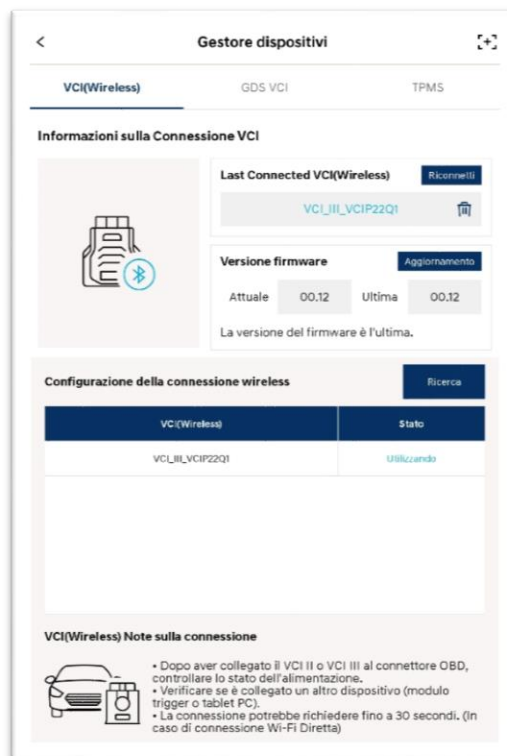 Gestore dispositivi
VCI(Wireless) GDS VCI TPMS
Informazioni sulla Connessione VCI
Last Connected VCI(Wireless) Riconnetti
VCI_III_VCIP22Q1
Versione firmware Aggiornamento
Attuale 00.12 Ultima 00.12
La versione del firmware è l'ultima.
Configurazione della connessione wireless Ricerca
VCI(Wireless) Stato
VCI_III_VCIP22Q1 Utilizzando
VCI(Wireless) Note sulla connessione
• Dopo aver collegato il VCI II o VCI III al connettore OBD,
controllare lo stato dell'alimentazione.
• Verificare se è collegato un altro dispositivo (modulo
trigger o tablet PC).
• La connessione potrebbe richiedere fino a 30 secondi. (In
caso di connessione Wi-Fi Diretta)